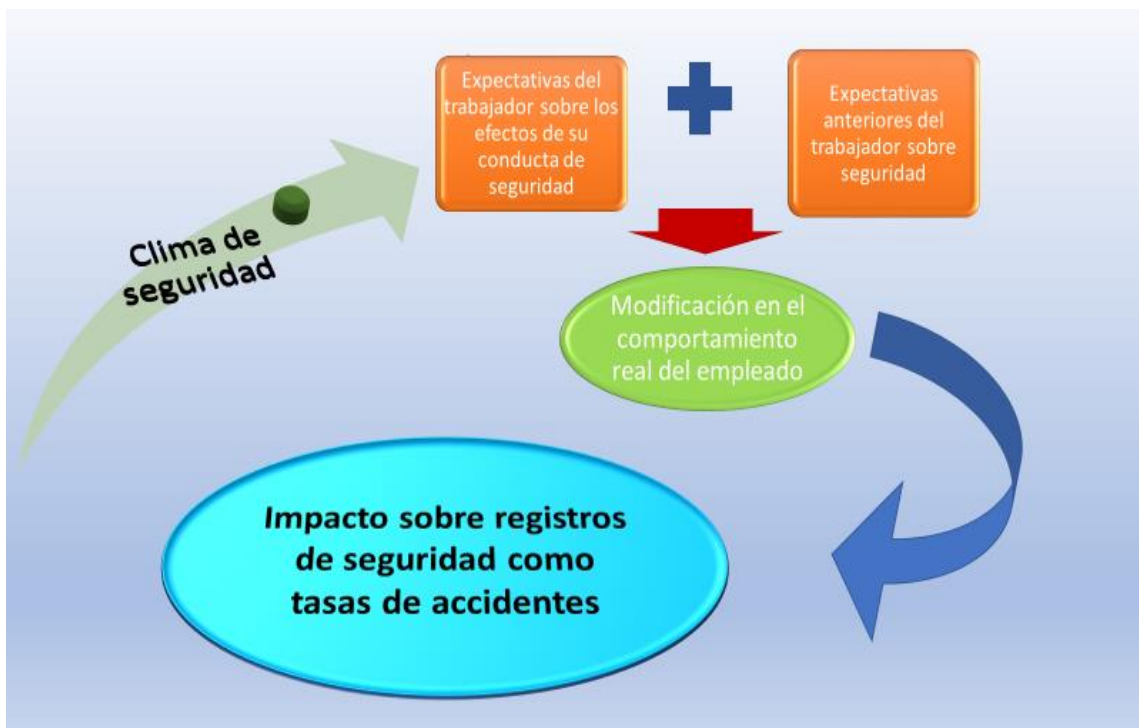 Expectativas del
trabajador sobre los
efectos de su
conducta de
seguridad
Expectativas
anteriores del
trabajador sobre
seguridad
Clima de
seguridad
Modificación en el
comportamiento
real del empleado
Impacto sobre registros
de seguridad como
tasas de accidentes